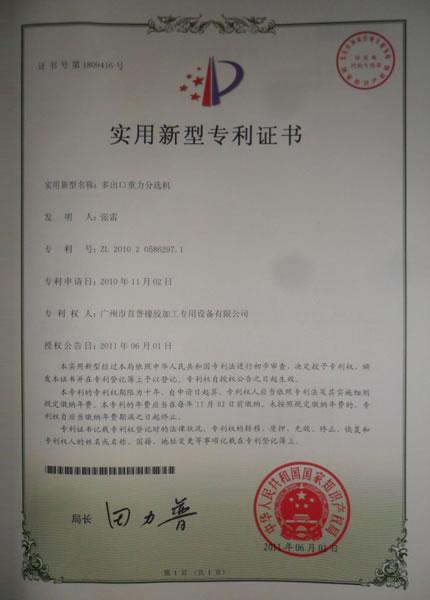 证书号第1809416号
实用新型专利证书
实用新型名称：多出口重力分选机
发明人：张雷
专利号：ZL 2010 2 0586297.1
专利申请日：2010年11月02日
专利权人：广州市首誉橡胶加工专用设备有限公司
授权公告日：2011年06月01日
本实用新型经过本局依照中华人民共和国专利法进行初步审查，决定授予专利权，颁
发本证书并在专利登记簿上予以登记。专利权自授权公告之日起生效。
本专利的专利权期限为十年，自申请日起算。专利权人应当依照专利法及其实施细则
规定缴纳年费。本专利的年费应当在每年11月02日前缴纳。未按照规定缴纳年费的，专
利权自应当缴纳年费期满之日起终止。
专利证书记载专利权登记时的法律状况。专利权的转移、质押、无效、终止、恢复和
专利权人的姓名或名称、国籍、地址变更等事项记载在专利登记簿上。
局长 田力普
中华人民共和国国家知识产权局
2011年06月01日
第1页（共1页）